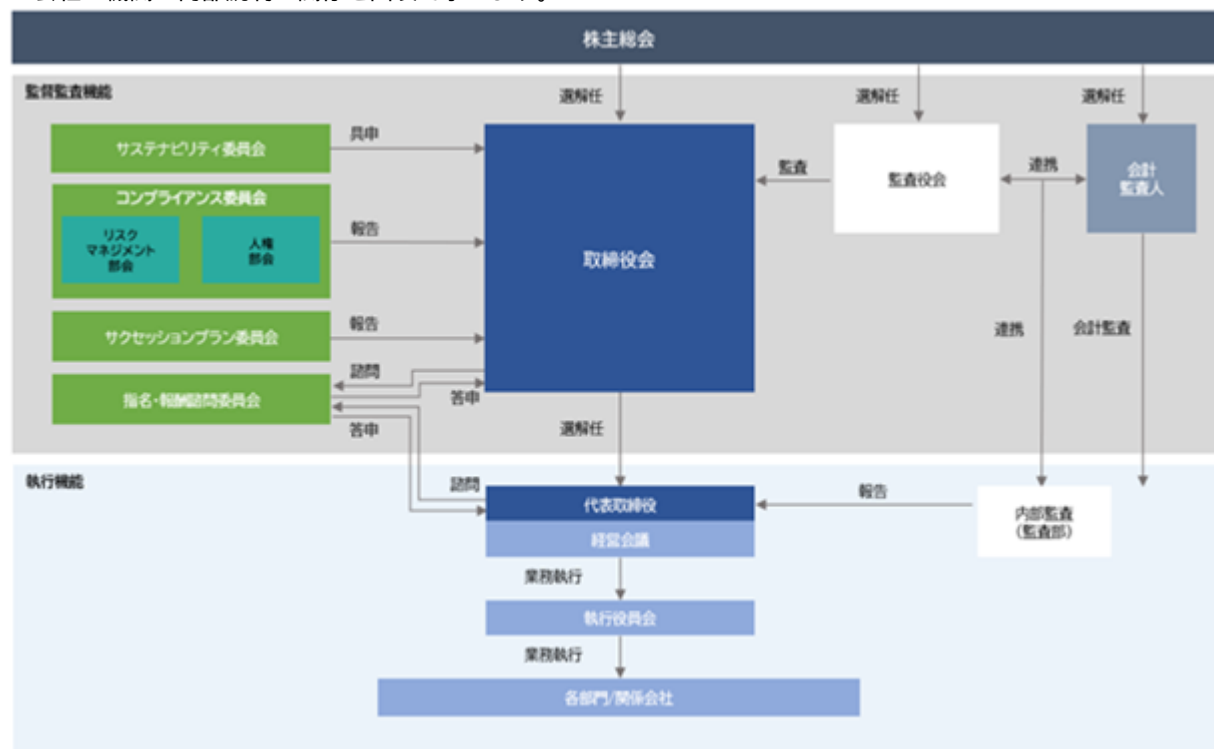 株主総会
監督監査機能
選解任
選解任
選解任
サステナビリティ委員会
具申
コンプライアンス委員会
リスク
マネジメント
部会
人権
部会
報告
取締役会
監査
監査役会
連携
会計
監査人
サクセッションプラン委員会
報告
連携
会計監査
諮問
指名・報酬諮問委員会
答申
答申
選解任
執行機能
諮問
代表取締役
経営会議
報告
内部監査
(監査部)
業務執行
執行役員会
業務執行
各部門/関係会社